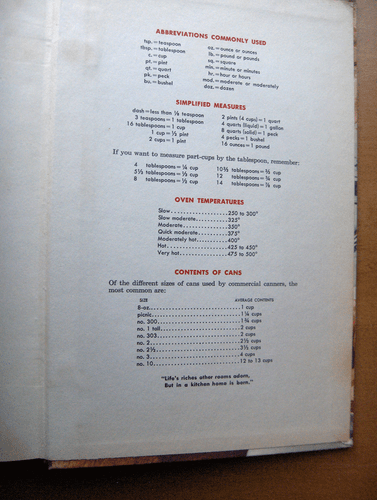 ABBREVIATIONS COMMONLY USED
tsp.=teaspoon
tbsp.=tablespoon
c.=cup
pt.=pint
qt.=quart
pk.=peck
bu.=bushel
oz.=ounce or ounces
lb.=pound or pounds
sq.=square
min.=minute or minutes
hr.=hour or hours
mod.=moderate or moderately
doz.=dozen
SIMPLIFIED MEASURES
dash=less than ⅛ teaspoon
3 teaspoons=1 tablespoon
16 tablespoons=1 cup
1 cup=½ pint
2 cups=1 pint
2 pints (4 cups)=1 quart
4 quarts (liquid)=1 gallon
8 quarts (solid)=1 peck
4 pecks=1 bushel
16 ounces=1 pound
If you want to measure part-cups by the tablespoon, remember:
4 tablespoons=¼ cup
5⅓ tablespoons=⅓ cup
8 tablespoons=½ cup
10⅔ tablespoons=⅔ cup
12 tablespoons=¾ cup
14 tablespoons=⅞ cup
OVEN TEMPERATURES
Slow....................250 to 300°
Slow moderate..........325°
Moderate...............350°
Quick moderate.........375°
Moderately hot.........400°
Hot....................425 to 450°
Very hot...............475 to 500°
CONTENTS OF CANS
Of the different sizes of cans used by commercial canners, the
most common are:
SIZE AVERAGE CONTENTS
8-oz...............................1 cup
picnic.............................1¼ cups
no. 300............................1¾ cups
no. 1 tall.........................2 cups
no. 303............................2 cups
no. 2..............................2½ cups
no. 2½.............................3½ cups
no. 3..............................4 cups
no. 10.............................12 to 13 cups
"Life's riches other rooms adorn,
But in a kitchen home is born."